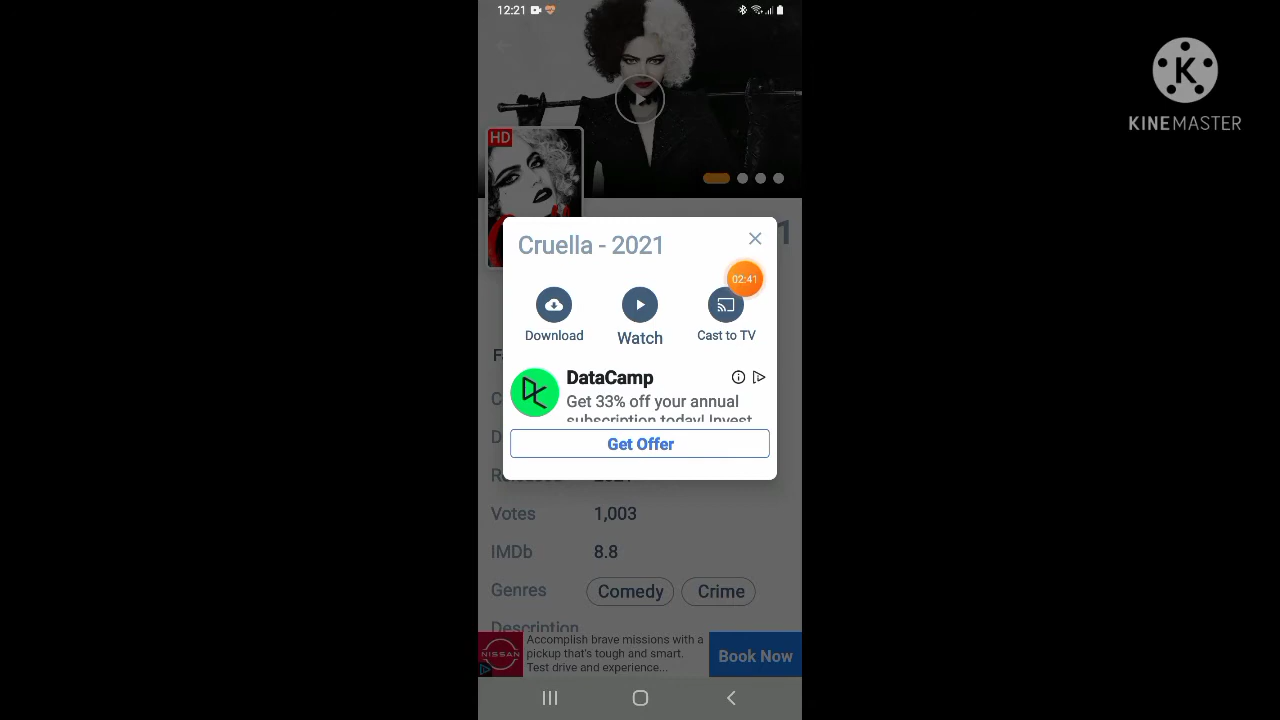 12:21
KINEMASTER
HD
1
Cruella - 2021
02:41
Download
Watch
Cast to TV
DataCamp
Get 33% off your annual
subscription today! Invest
Get Offer
Votes 1,003
IMDb 8.8
Genres Comedy Crime
Description
NISSAN
Accomplish brave missions with a
pickup that's tough and smart.
Test drive and experience...
Book Now